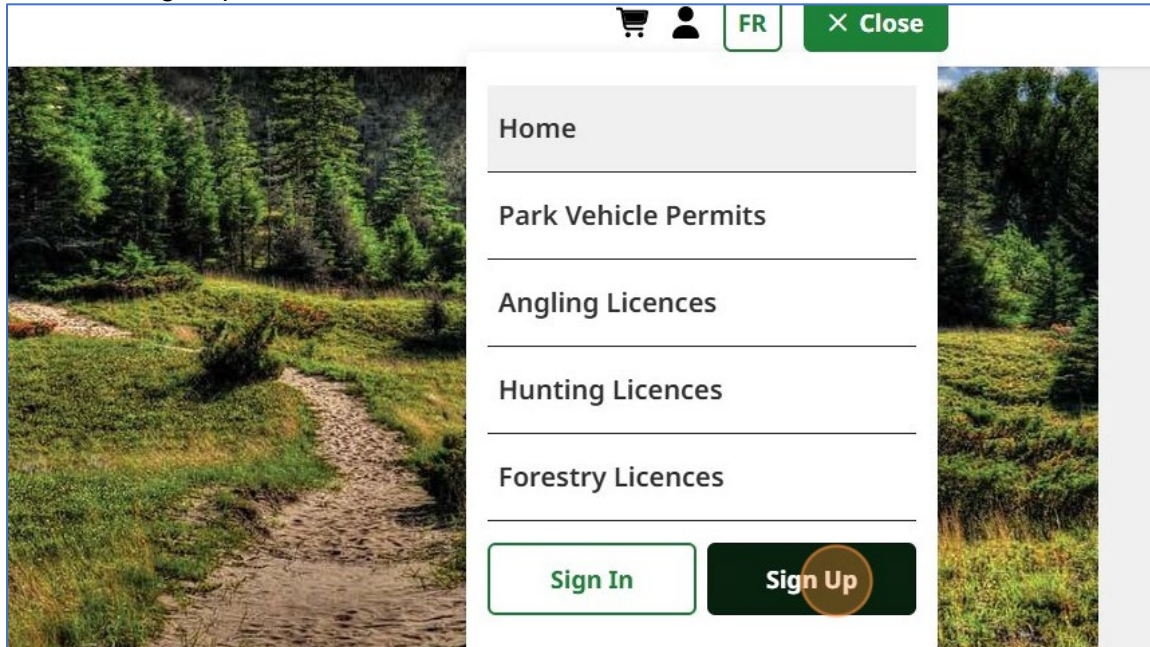 FR
× Close
Home
Park Vehicle Permits
Angling Licences
Hunting Licences
Forestry Licences
Sign In
Sign Up